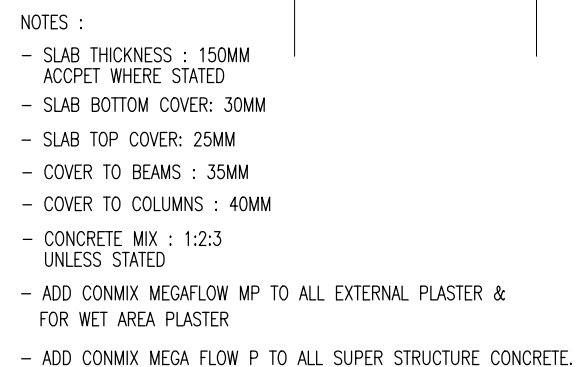 NOTES :
– SLAB THICKNESS : 150MM
ACCPET WHERE STATED
– SLAB BOTTOM COVER: 30MM
– SLAB TOP COVER: 25MM
– COVER TO BEAMS : 35MM
– COVER TO COLUMNS : 40MM
– CONCRETE MIX : 1:2:3
UNLESS STATED
– ADD CONMIX MEGAFLOW MP TO ALL EXTERNAL PLASTER &
FOR WET AREA PLASTER
– ADD CONMIX MEGA FLOW P TO ALL SUPER STRUCTURE CONCRETE.